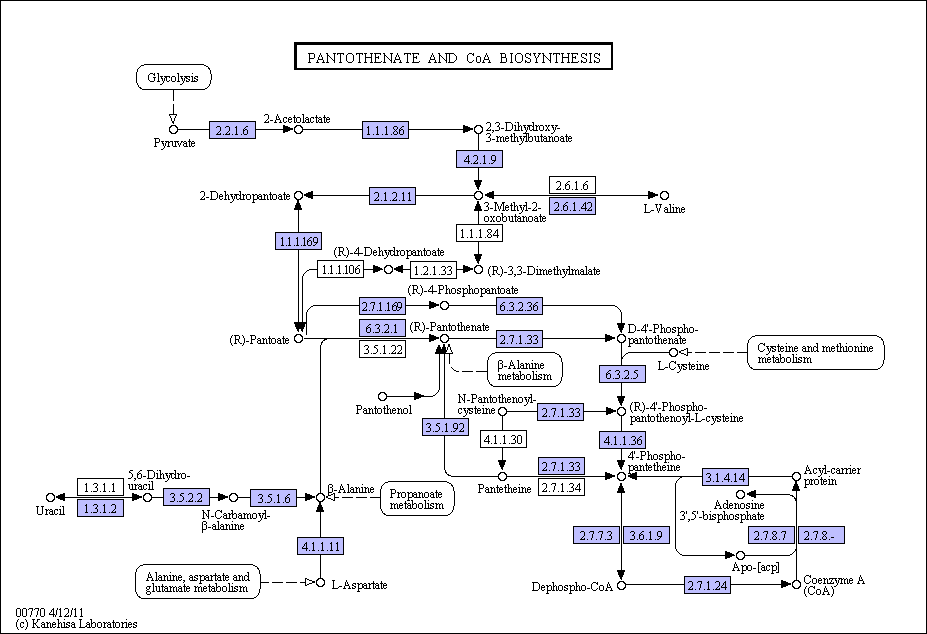 PANTOTHENATE AND CoA BIOSYNTHESIS
Glycolysis
2-Acetolactate
2.2.1.6
1.1.1.86
2,3-Dihydroxy-
3-methylbutanoate
Pyruvate
4.2.1.9
2-Dehydropantoate
2.1.2.11
2.6.1.6
2.6.1.42
L-Valine
3-Methyl-2-
oxobutanoate
1.1.1.84
1.1.1.169
(R)-4-Dehydropantoate
1.1.1.106
1.2.1.33
(R)-3,3-Dimethylmalate
(R)-4-Phosphopantoate
2.7.1.169
6.3.2.36
(R)-Pantoate
6.3.2.1
3.5.1.22
(R)-Pantothenate
2.7.1.33
D-4'-Phospho-
pantothenate
β-Alanine
metabolism
L-Cysteine
Cysteine and methionine
metabolism
6.3.2.5
Pantothenol
N-Pantothenoyl-
cysteine
2.7.1.33
(R)-4'-Phospho-
pantothenoyl-L-cysteine
3.5.1.92
4.1.1.30
4.1.1.36
4'-Phospho-
pantetheine
2.7.1.33
2.7.1.34
Pantetheine
3.1.4.14
Acyl-carrier
protein
Adenosine
3',5'-bisphosphate
5,6-Dihydro-
uracil
1.3.1.1
1.3.1.2
Uracil
3.5.2.2
N-Carbamoyl-
β-alanine
3.5.1.6
β-Alanine
Propanoate
metabolism
4.1.1.11
2.7.7.3
3.6.1.9
2.7.8.7
2.7.8.-
Apo-[acp]
Alanine, aspartate and
glutamate metabolism
L-Aspartate
Dephospho-CoA
2.7.1.24
Coenzyme A
(CoA)
00770 4/12/11
(c) Kanehisa Laboratories